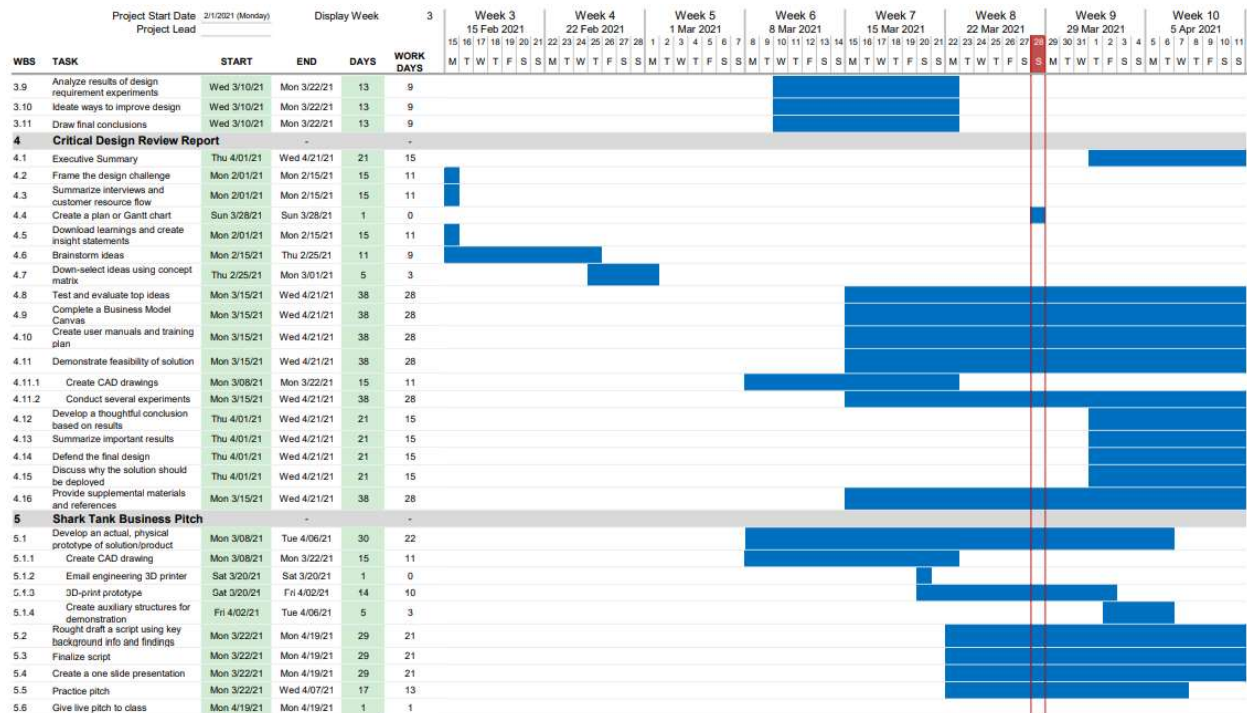 Project Start Date 2/1/2021 (Monday) Display Week 3 Week 3 Week 4 Week 5 Week 6 Week 7 Week 8 Week 9 Week 10
Project Lead 15 Feb 2021 22 Feb 2021 1 Mar 2021 8 Mar 2021 15 Mar 2021 22 Mar 2021 29 Mar 2021 5 Apr 2021
15 16 17 18 19 20 21 22 23 24 25 26 27 28 1 2 3 4 5 6 7 8 9 10 11 12 13 14 15 16 17 18 19 20 21 22 23 24 25 26 27 28 29 30 31 1 2 3 4 5 6 7 8 9 10 11
WBS TASK START END DAYS WORK DAYS M T W T F S S M T W T F S S M T W T F S S M T W T F S S M T W T F S S M T W T F S S M T W T F S S M T W T F S S
3.9 Analyze results of design requirement experiments Wed 3/10/21 Mon 3/22/21 13 9
3.10 Ideate ways to improve design Wed 3/10/21 Mon 3/22/21 13 9
3.11 Draw final conclusions Wed 3/10/21 Mon 3/22/21 13 9
4 Critical Design Review Report - -
4.1 Executive Summary Thu 4/01/21 Wed 4/21/21 21 15
4.2 Frame the design challenge Mon 2/01/21 Mon 2/15/21 15 11
4.3 Summarize interviews and customer resource flow Mon 2/01/21 Mon 2/15/21 15 11
4.4 Create a plan or Gantt chart Sun 3/28/21 Sun 3/28/21 1 0
4.5 Download learnings and create insight statements Mon 2/01/21 Mon 2/15/21 15 11
4.6 Brainstorm ideas Mon 2/15/21 Thu 2/25/21 11 9
4.7 Down-select ideas using concept matrix Thu 2/25/21 Mon 3/01/21 5 3
4.8 Test and evaluate top ideas Mon 3/15/21 Wed 4/21/21 38 28
4.9 Complete a Business Model Canvas Mon 3/15/21 Wed 4/21/21 38 28
4.10 Create user manuals and training plan Mon 3/15/21 Wed 4/21/21 38 28
4.11 Demonstrate feasibility of solution Mon 3/15/21 Wed 4/21/21 38 28
4.11.1 Create CAD drawings Mon 3/08/21 Mon 3/22/21 15 11
4.11.2 Conduct several experiments Mon 3/15/21 Wed 4/21/21 38 28
4.12 Develop a thoughtful conclusion based on results Thu 4/01/21 Wed 4/21/21 21 15
4.13 Summarize important results Thu 4/01/21 Wed 4/21/21 21 15
4.14 Defend the final design Thu 4/01/21 Wed 4/21/21 21 15
4.15 Discuss why the solution should be deployed Thu 4/01/21 Wed 4/21/21 21 15
4.16 Provide supplemental materials and references Mon 3/15/21 Wed 4/21/21 38 28
5 Shark Tank Business Pitch - -
5.1 Develop an actual, physical prototype of solution/product Mon 3/08/21 Tue 4/06/21 30 22
5.1.1 Create CAD drawing Mon 3/08/21 Mon 3/22/21 15 11
5.1.2 Email engineering 3D printer Sat 3/20/21 Sat 3/20/21 1 0
5.1.3 3D-print prototype Sat 3/20/21 Fri 4/02/21 14 10
5.1.4 Create auxiliary structures for demonstration Fri 4/02/21 Tue 4/06/21 5 3
5.2 Rought draft a script using key background info and findings Mon 3/22/21 Mon 4/19/21 29 21
5.3 Finalize script Mon 3/22/21 Mon 4/19/21 29 21
5.4 Create a one slide presentation Mon 3/22/21 Mon 4/19/21 29 21
5.5 Practice pitch Mon 3/22/21 Wed 4/07/21 17 13
5.6 Give live pitch to class Mon 4/19/21 Mon 4/19/21 1 1